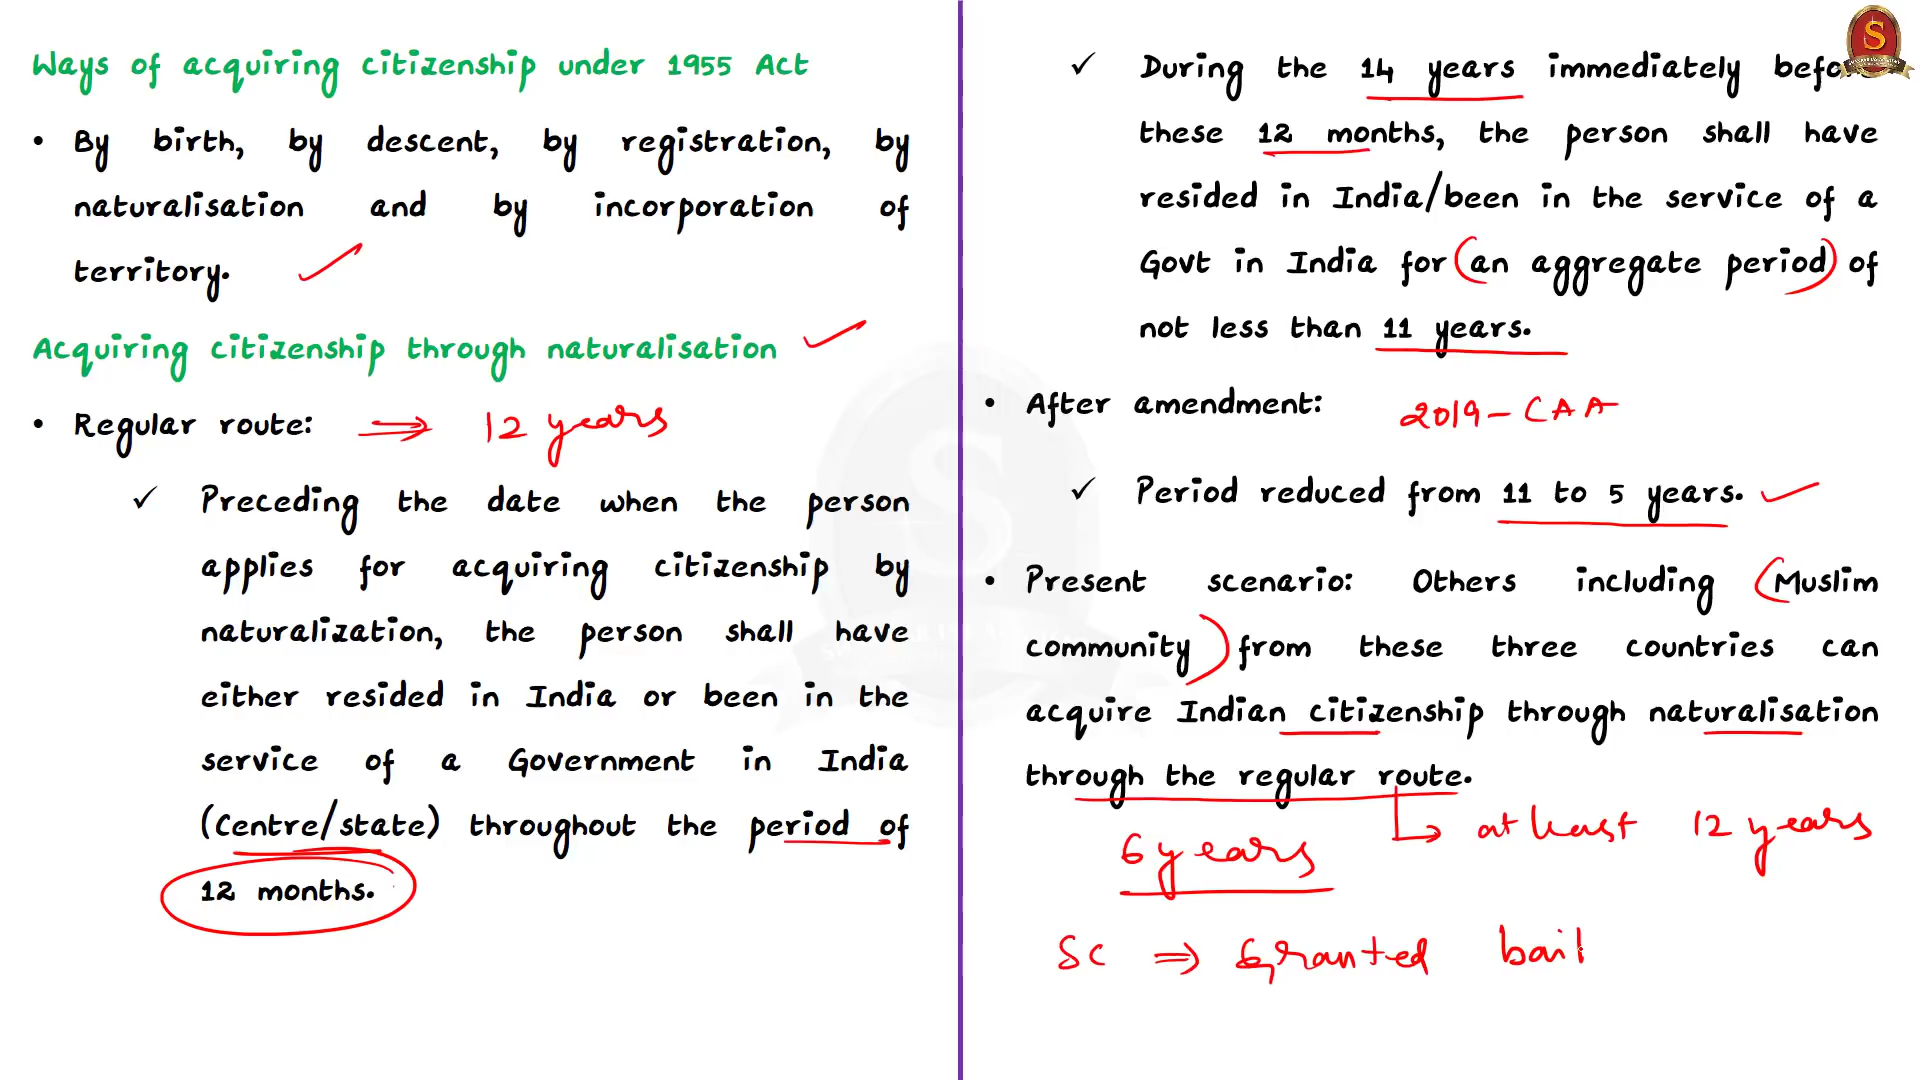 Ways of acquiring citizenship under 1955 Act
• By birth, by descent, by registration, by
naturalisation and by incorporation of
territory.
Acquiring citizenship through naturalisation
• Regular route: ⇒ 12 years
✓ Preceding the date when the person
applies for acquiring citizenship by
naturalization, the person shall have
either resided in India or been in the
service of a Government in India
(Centre/state) throughout the period of
12 months.
✓ During the 14 years immediately before
these 12 months, the person shall have
resided in India/been in the service of a
Govt in India for (an aggregate period) of
not less than 11 years.
• After amendment: 2019 - CAA
✓ Period reduced from 11 to 5 years.
• Present scenario: Others including (Muslim
community) from these three countries can
acquire Indian citizenship through naturalisation
through the regular route.
at least 12 years
6 years
SC ⇒ Granted bail
S